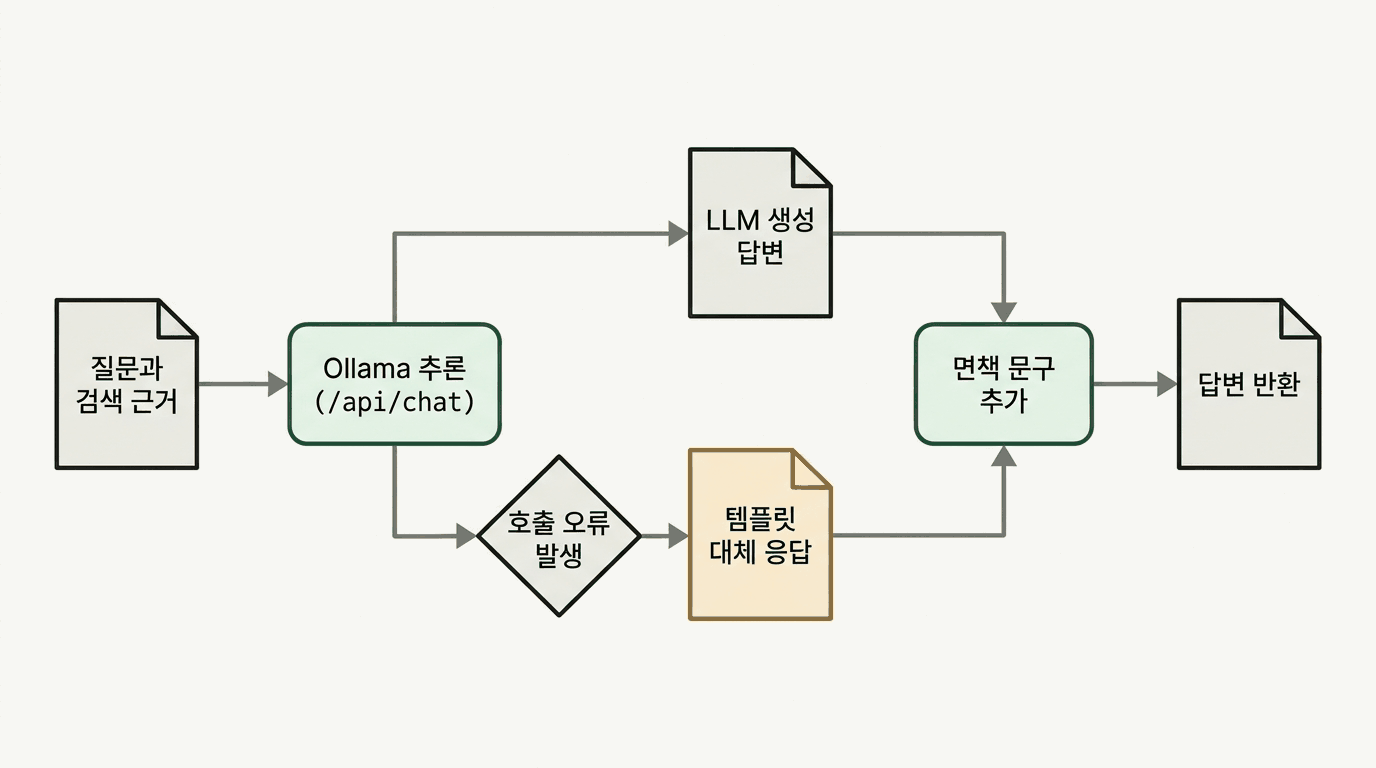 질문과
검색 근거
Ollama 추론
(/api/chat)
LLM 생성
답변
호출 오류
발생
템플릿
대체 응답
면책 문구
추가
답변 반환